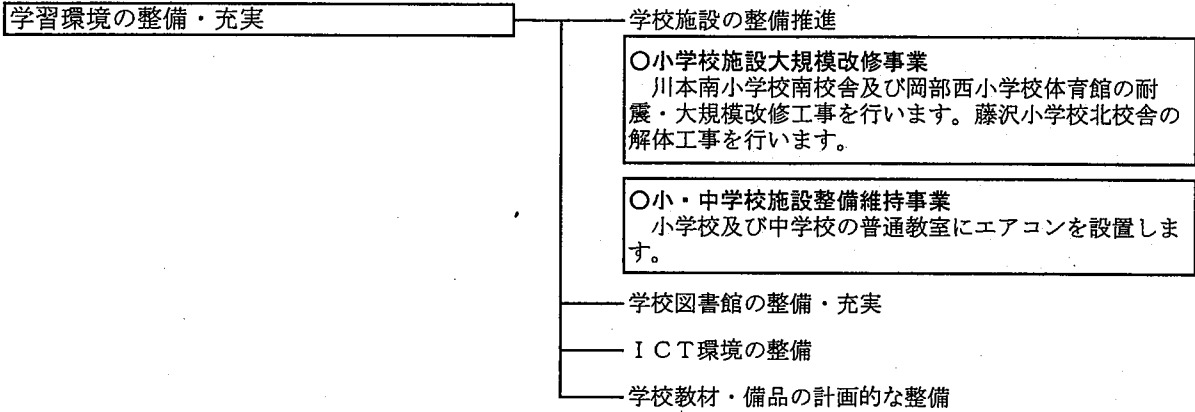 学習環境の整備・充実
学校施設の整備推進
○小学校施設大規模改修事業
川本南小学校南校舎及び岡部西小学校体育館の耐
震・大規模改修工事を行います。藤沢小学校北校舎の
解体工事を行います。
○小・中学校施設整備維持事業
小学校及び中学校の普通教室にエアコンを設置しま
す。
学校図書館の整備・充実
ＩＣＴ環境の整備
学校教材・備品の計画的な整備